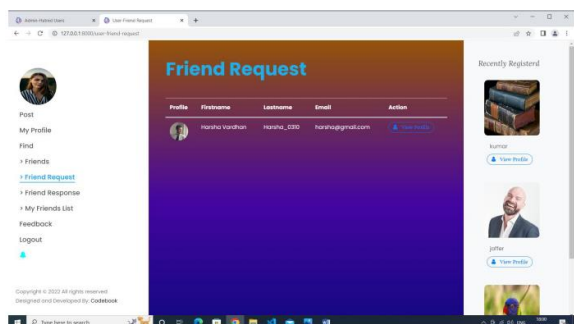 Admin-Hybrid Users
User-Friend Request
127.0.0.1:8000/user-friend-request
Post
My Profile
Find
> Friends
> Friend Request
> Friend Response
> My Friends List
Feedback
Logout
Copyright © 2022 All rights reserved
Designed and Developed By: Codebook
Friend Request
Profile Firstname Lastname Email Action
Harsha Vardhan Harsha_0310 harsha@gmail.com View Profile
Recently Registerd
kumar
View Profile
jaffer
View Profile
Type here to search